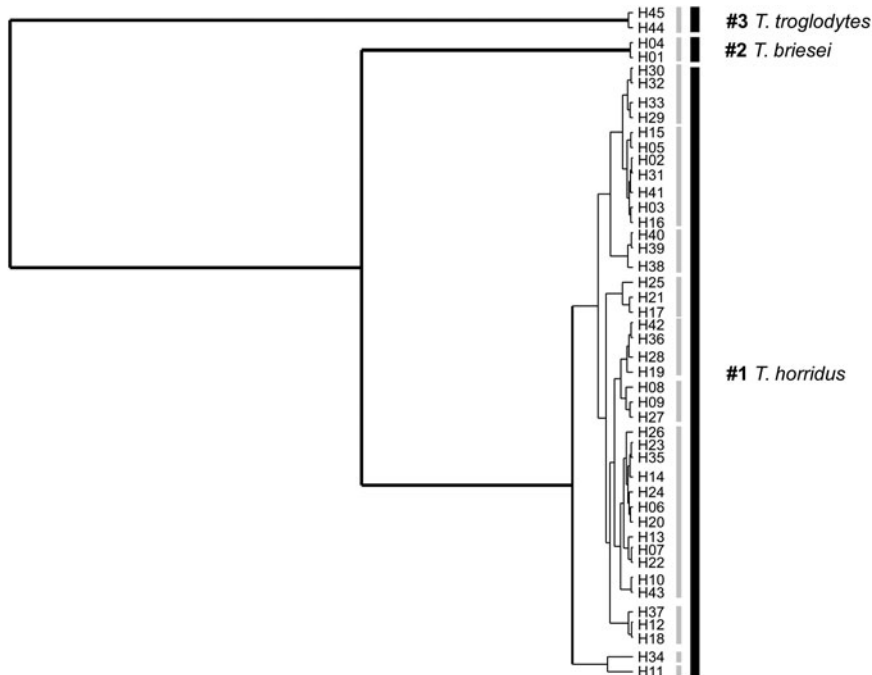 H45
H44
#3 T. troglodytes
H04
H01
#2 T. briesei
H30
H32
H33
H29
H15
H05
H02
H31
H41
H03
H16
H40
H39
H38
H25
H21
H17
H42
H36
H28
H19
#1 T. horridus
H08
H09
H27
H26
H23
H35
H14
H24
H06
H20
H13
H07
H22
H10
H43
H37
H12
H18
H34
H11